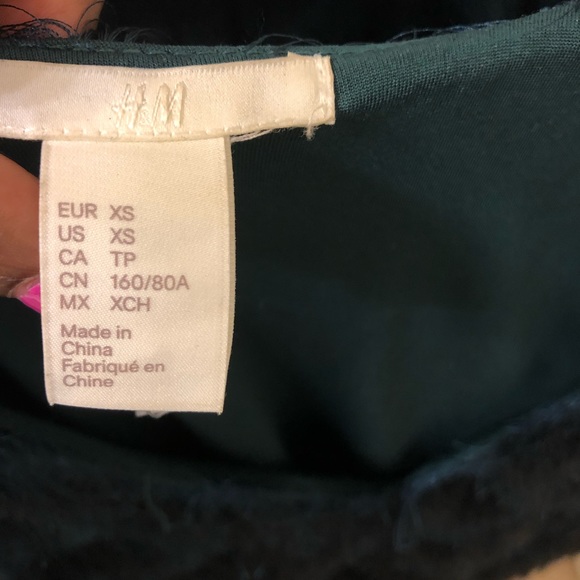 H&M
EUR XS
US XS
CA TP
CN 160/80A
MX XCH
Made in
China
Fabriqué en
Chine